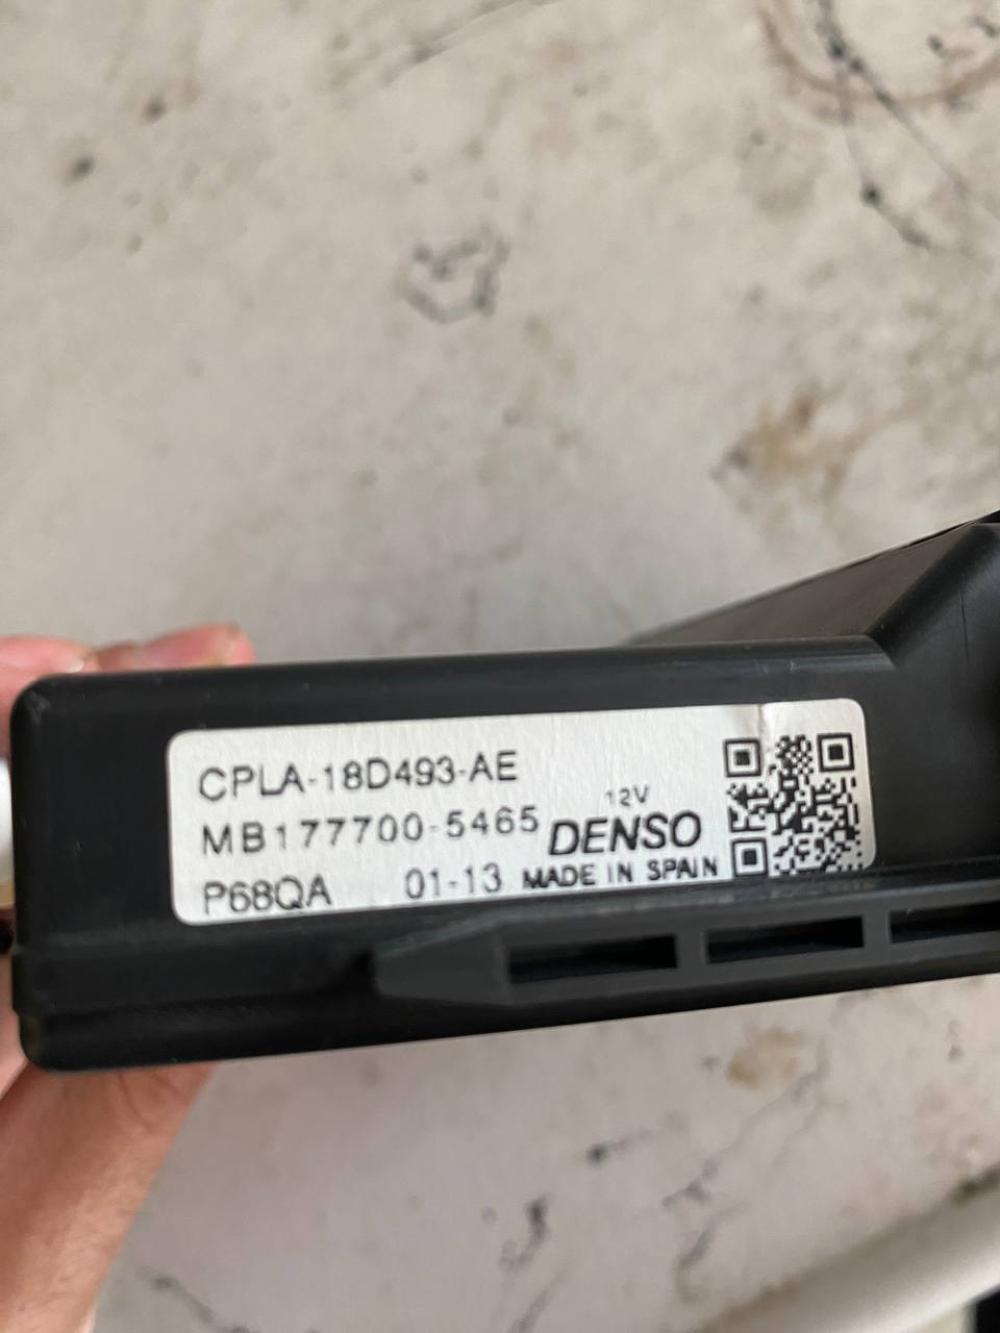 CPLA-18D493-AE
MB177700-5465
12V
DENSO
P68QA 01-13 MADE IN SPAIN